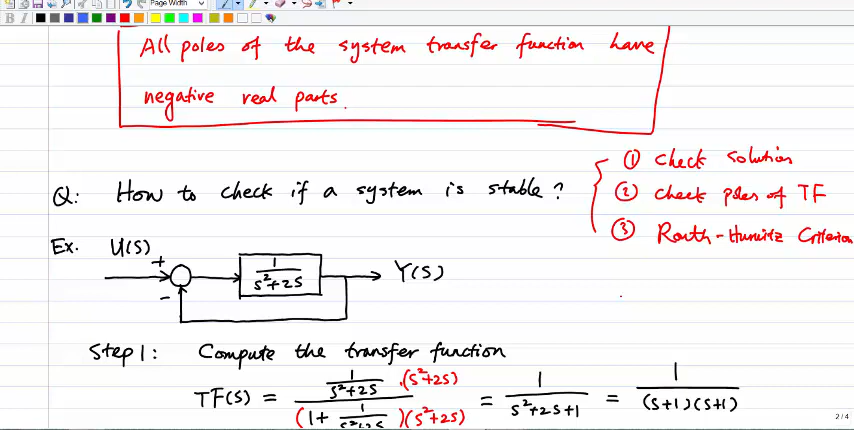 Page Width
B I U
All poles of the system transfer function have
negative real parts.
Q: How to check if a system is stable?
① Check solution
② Check poles of TF
③ Routh-Hurwitz Criterion
Ex. U(s)
+
1
s²+2s
Y(s)
−
Step 1: Compute the transfer function
TF(s) = (1/(s²+2s) · (s²+2s)) / ((1 + 1/(s²+2s))(s²+2s)) = 1/(s²+2s+1) = 1/((s+1)(s+1))
2/4